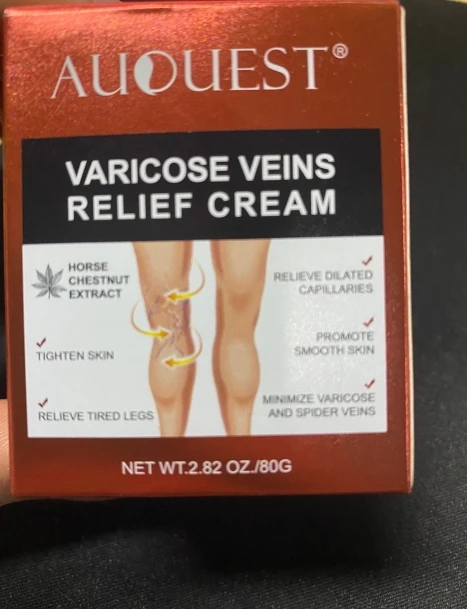 AUQUEST®
VARICOSE VEINS
RELIEF CREAM
HORSE
CHESTNUT
EXTRACT
TIGHTEN SKIN
RELIEVE TIRED LEGS
RELIEVE DILATED
CAPILLARIES
PROMOTE
SMOOTH SKIN
MINIMIZE VARICOSE
AND SPIDER VEINS
NET WT.2.82 OZ./80G